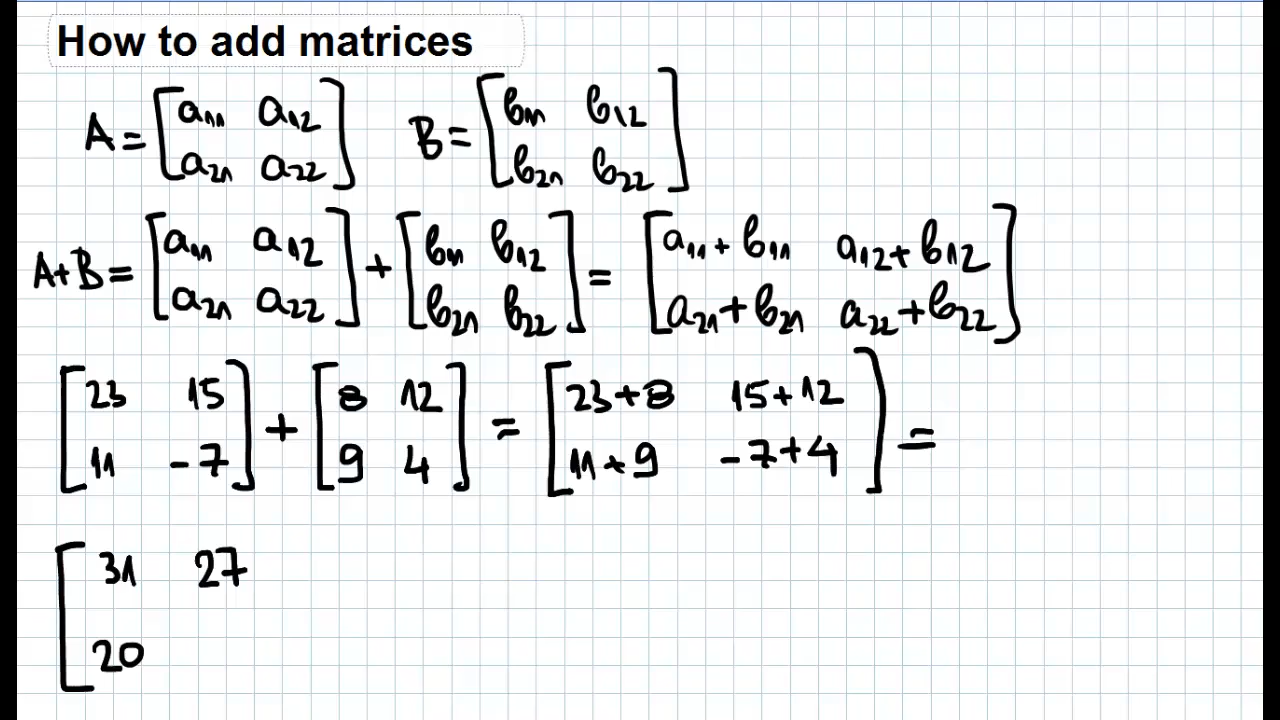 How to add matrices
A = [a11 a12 B = [b11 b12
a21 a22] b21 b22]
A+B = [a11 a12 + [b11 b12 = [a11+b11 a12+b12
a21 a22] b21 b22] a21+b21 a22+b22]
[23 15 + [8 12 = [23+8 15+12 =
11 -7] 9 4] 11+9 -7+4]
[31 27
20